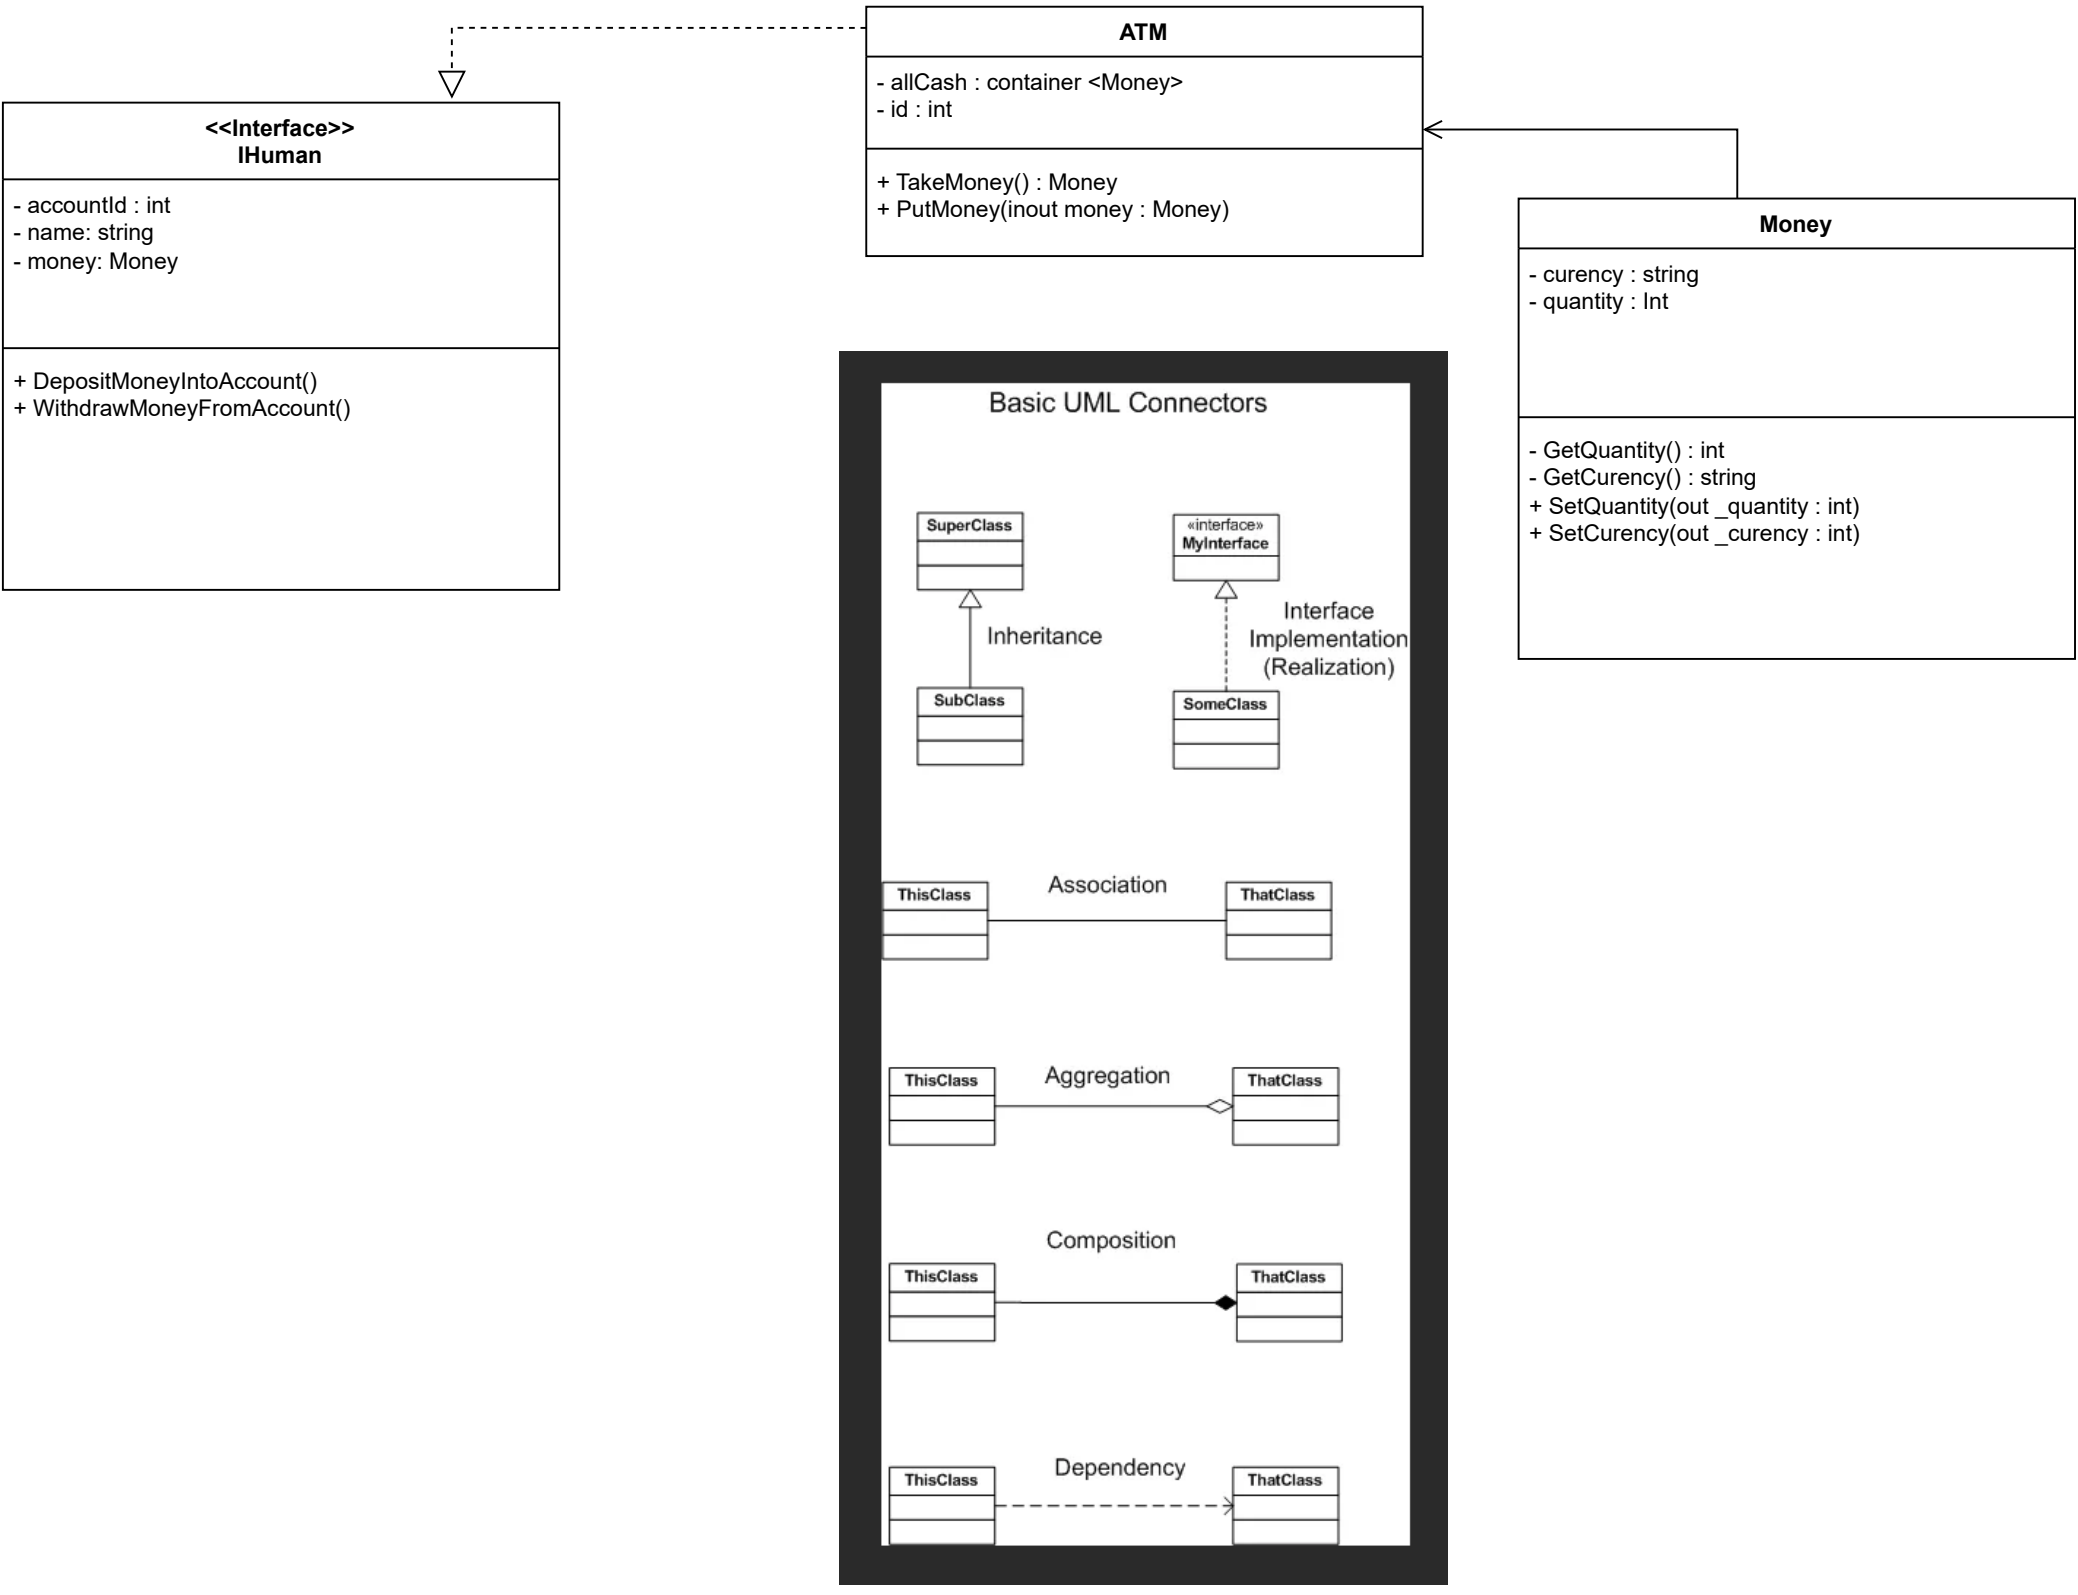 ATM
- allCash : container <Money>
- id : int
+ TakeMoney() : Money
+ PutMoney(inout money : Money)
<<Interface>>
IHuman
- accountId : int
- name: string
- money: Money
+ DepositMoneyIntoAccount()
+ WithdrawMoneyFromAccount()
Money
- curency : string
- quantity : Int
- GetQuantity() : int
- GetCurency() : string
+ SetQuantity(out _quantity : int)
+ SetCurency(out _curency : int)
Basic UML Connectors
SuperClass
Inheritance
SubClass
«interface»
MyInterface
Interface
Implementation
(Realization)
SomeClass
ThisClass
Association
ThatClass
ThisClass
Aggregation
ThatClass
ThisClass
Composition
ThatClass
ThisClass
Dependency
ThatClass